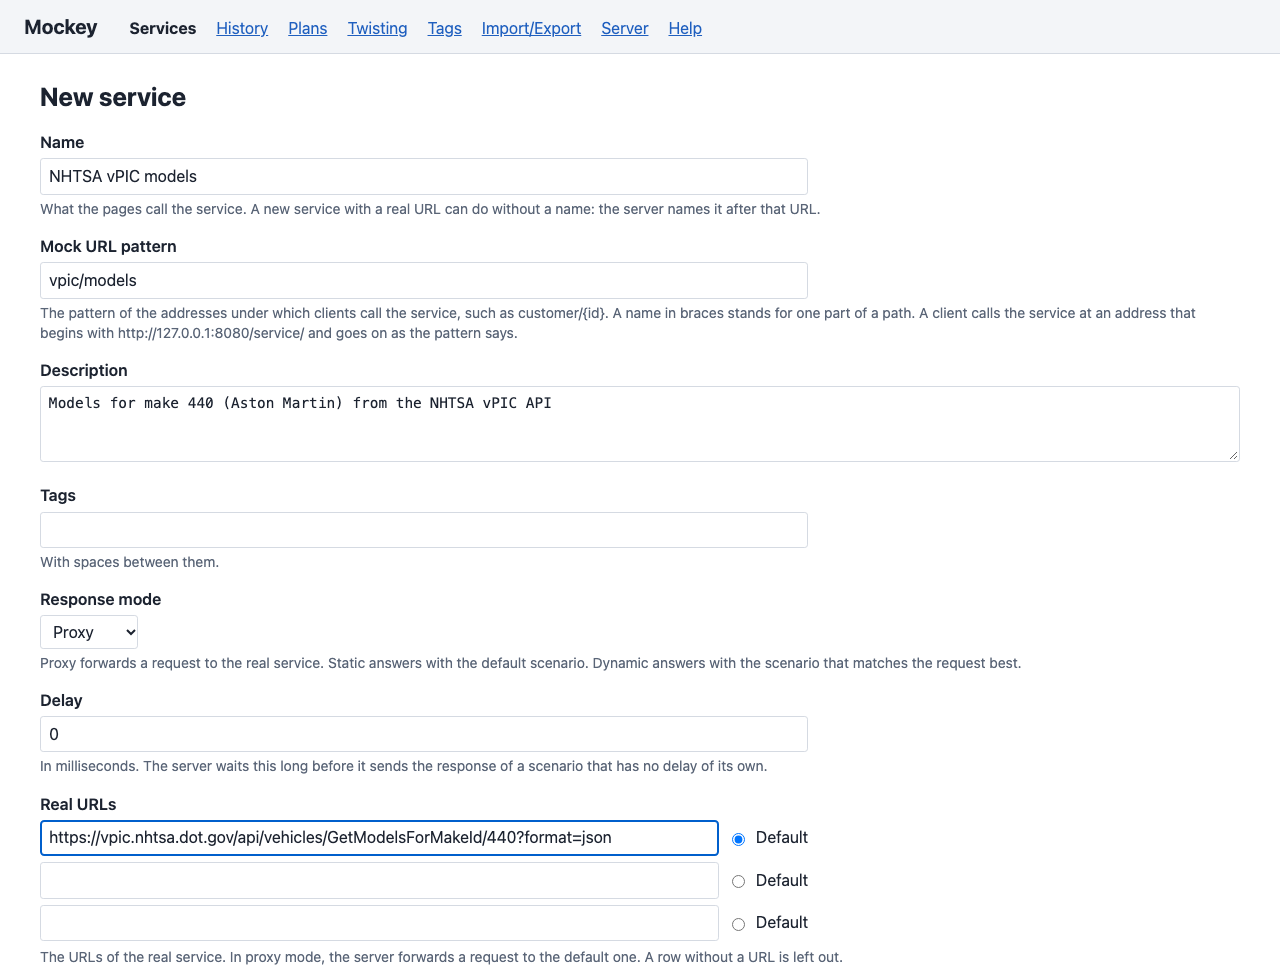 Mockey Services History Plans Twisting Tags Import/Export Server Help
New service
Name
NHTSA vPIC models
What the pages call the service. A new service with a real URL can do without a name: the server names it after that URL.
Mock URL pattern
vpic/models
The pattern of the addresses under which clients call the service, such as customer/{id}. A name in braces stands for one part of a path. A client calls the service at an address that
begins with http://127.0.0.1:8080/service/ and goes on as the pattern says.
Description
Models for make 440 (Aston Martin) from the NHTSA vPIC API
Tags
With spaces between them.
Response mode
Proxy
Proxy forwards a request to the real service. Static answers with the default scenario. Dynamic answers with the scenario that matches the request best.
Delay
0
In milliseconds. The server waits this long before it sends the response of a scenario that has no delay of its own.
Real URLs
https://vpic.nhtsa.dot.gov/api/vehicles/GetModelsForMakeId/440?format=json Default
Default
Default
The URLs of the real service. In proxy mode, the server forwards a request to the default one. A row without a URL is left out.